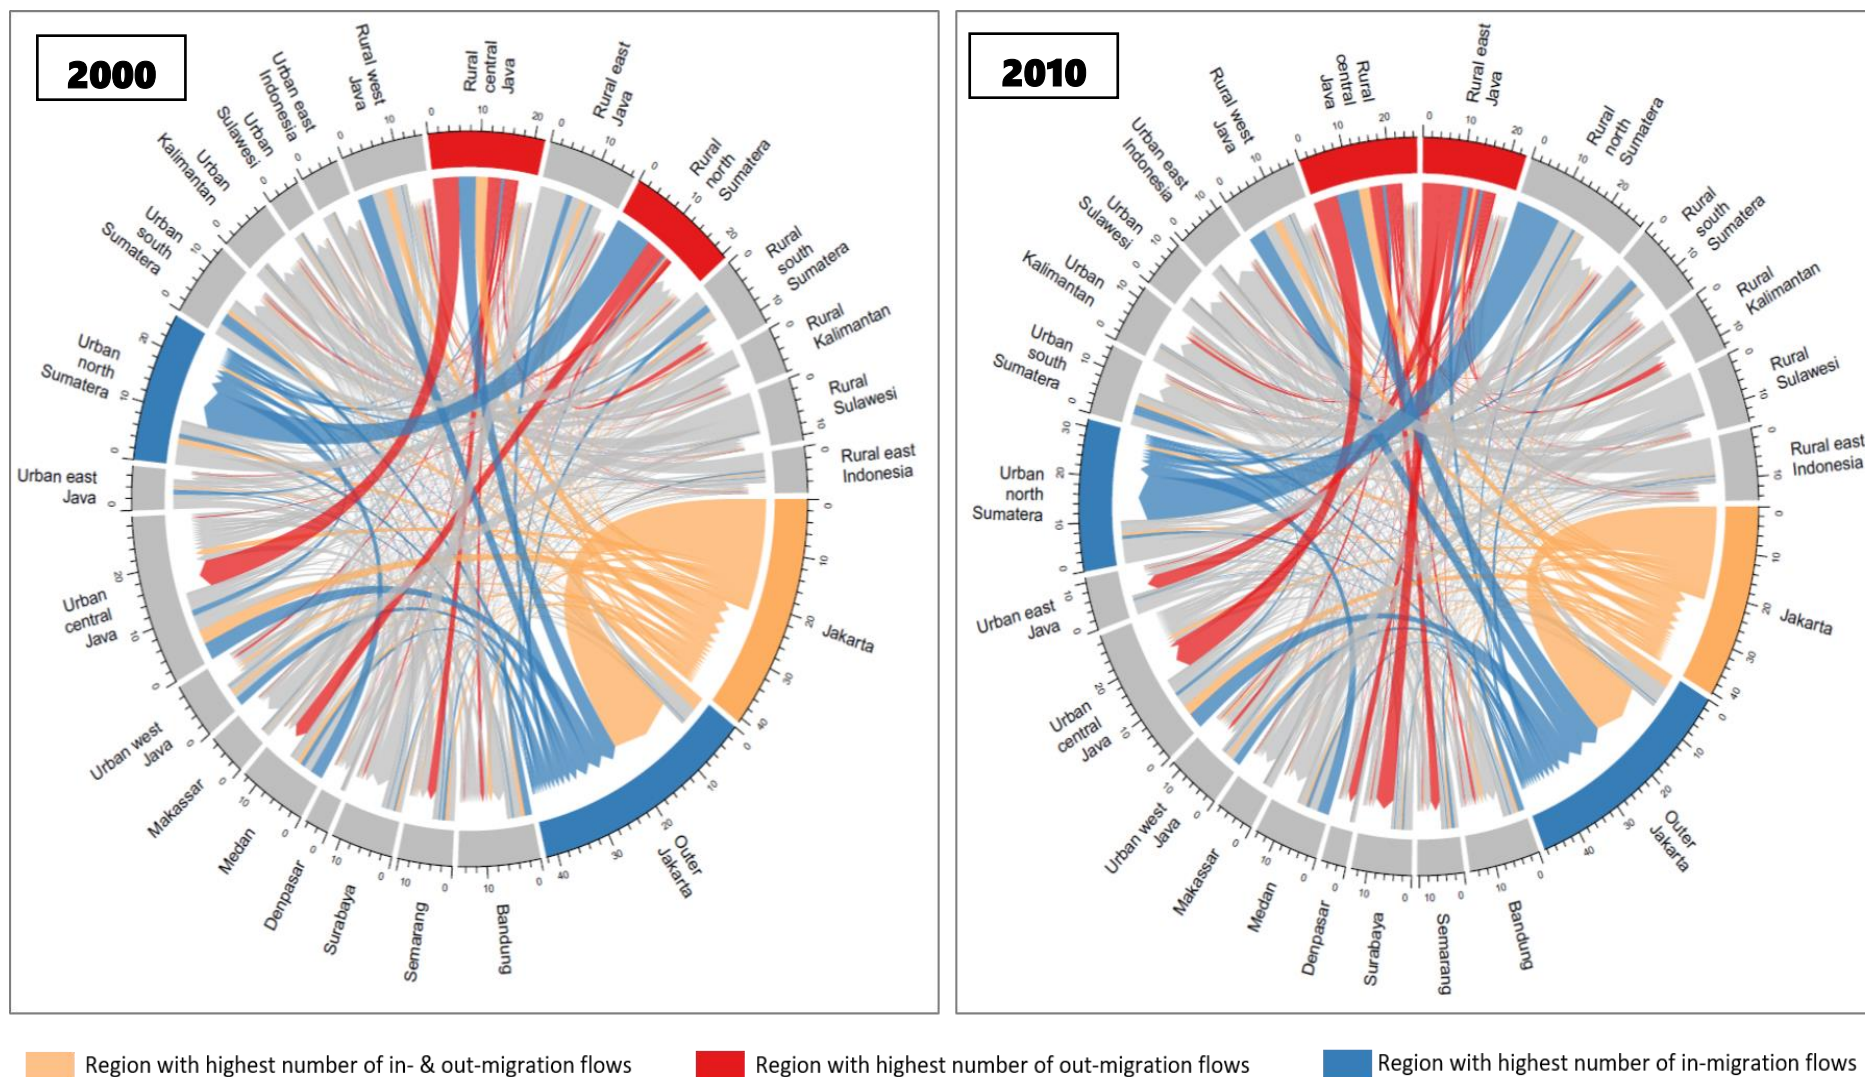 2000
Rural west
Java
Rural
central
Java
Rural east
Java
Rural
north
Sumatera
Rural
south
Sumatera
Rural
Kalimantan
Rural
Sulawesi
Rural east
Indonesia
Jakarta
Outer
Jakarta
Bandung
Semarang
Surabaya
Denpasar
Medan
Makassar
Urban west
Java
Urban
central
Java
Urban east
Java
Urban
north
Sumatera
Urban
south
Sumatera
Urban
Kalimantan
Urban
Sulawesi
Urban east
Indonesia
2010
Rural west
Java
Rural
central
Java
Rural east
Java
Rural
north
Sumatera
Rural
south
Sumatera
Rural
Kalimantan
Rural
Sulawesi
Rural east
Indonesia
Jakarta
Outer
Jakarta
Bandung
Semarang
Surabaya
Denpasar
Medan
Makassar
Urban west
Java
Urban
central
Java
Urban east
Java
Urban
north
Sumatera
Urban
south
Sumatera
Urban
Kalimantan
Urban
Sulawesi
Urban east
Indonesia
Region with highest number of in- & out-migration flows
Region with highest number of out-migration flows
Region with highest number of in-migration flows